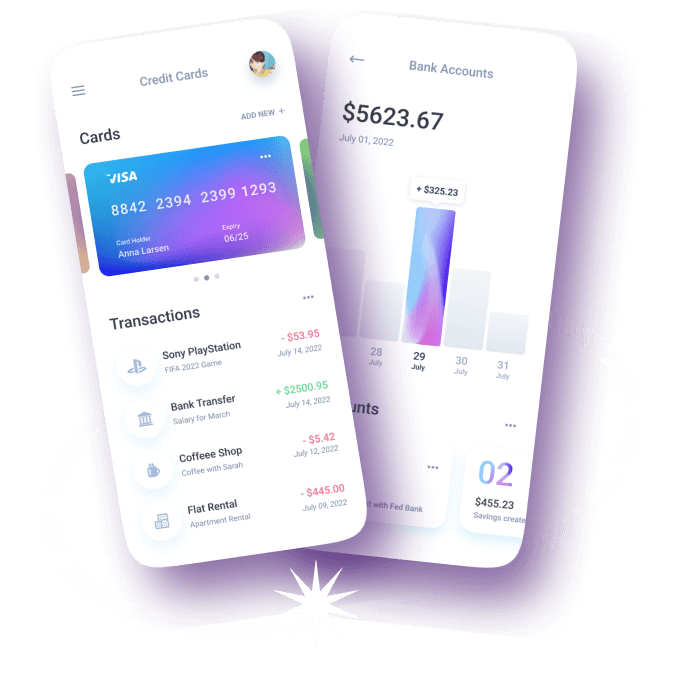 Credit Cards
ADD NEW +
Cards
VISA
8842 2394 2399 1293
Card Holder
Anna Larsen
Expiry
06/25
Transactions
Sony PlayStation
FIFA 2022 Game
- $53.95
July 14, 2022
Bank Transfer
Salary for March
+ $2500.95
July 14, 2022
Coffeee Shop
Coffee with Sarah
- $5.42
July 12, 2022
Flat Rental
Apartment Rental
- $445.00
July 09, 2022
Bank Accounts
$5623.67
July 01, 2022
+ $325.23
28
July
29
July
30
July
31
July
with Fed Bank
02
$455.23
Savings